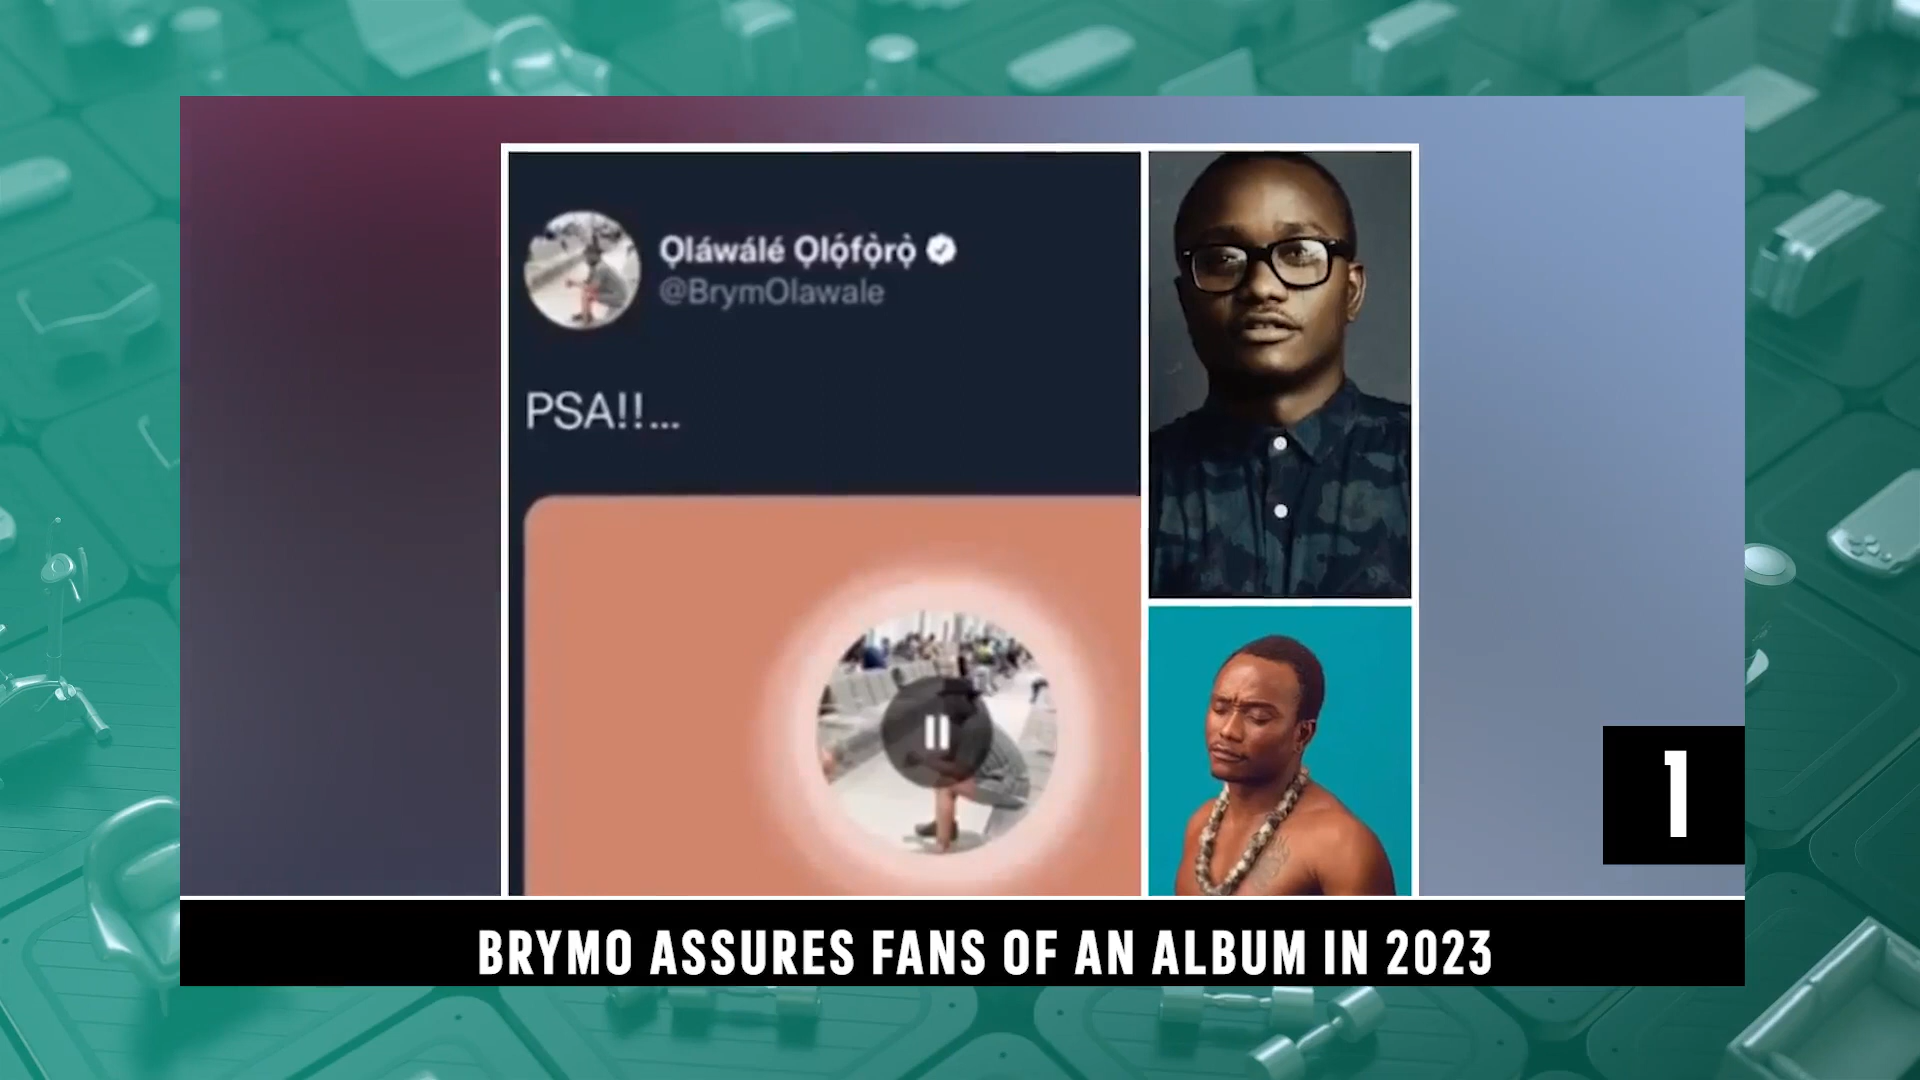 Ọláwálé Ọlọ́fọ̀rọ̀
@BrymOlawale
PSA!!...
1
BRYMO ASSURES FANS OF AN ALBUM IN 2023